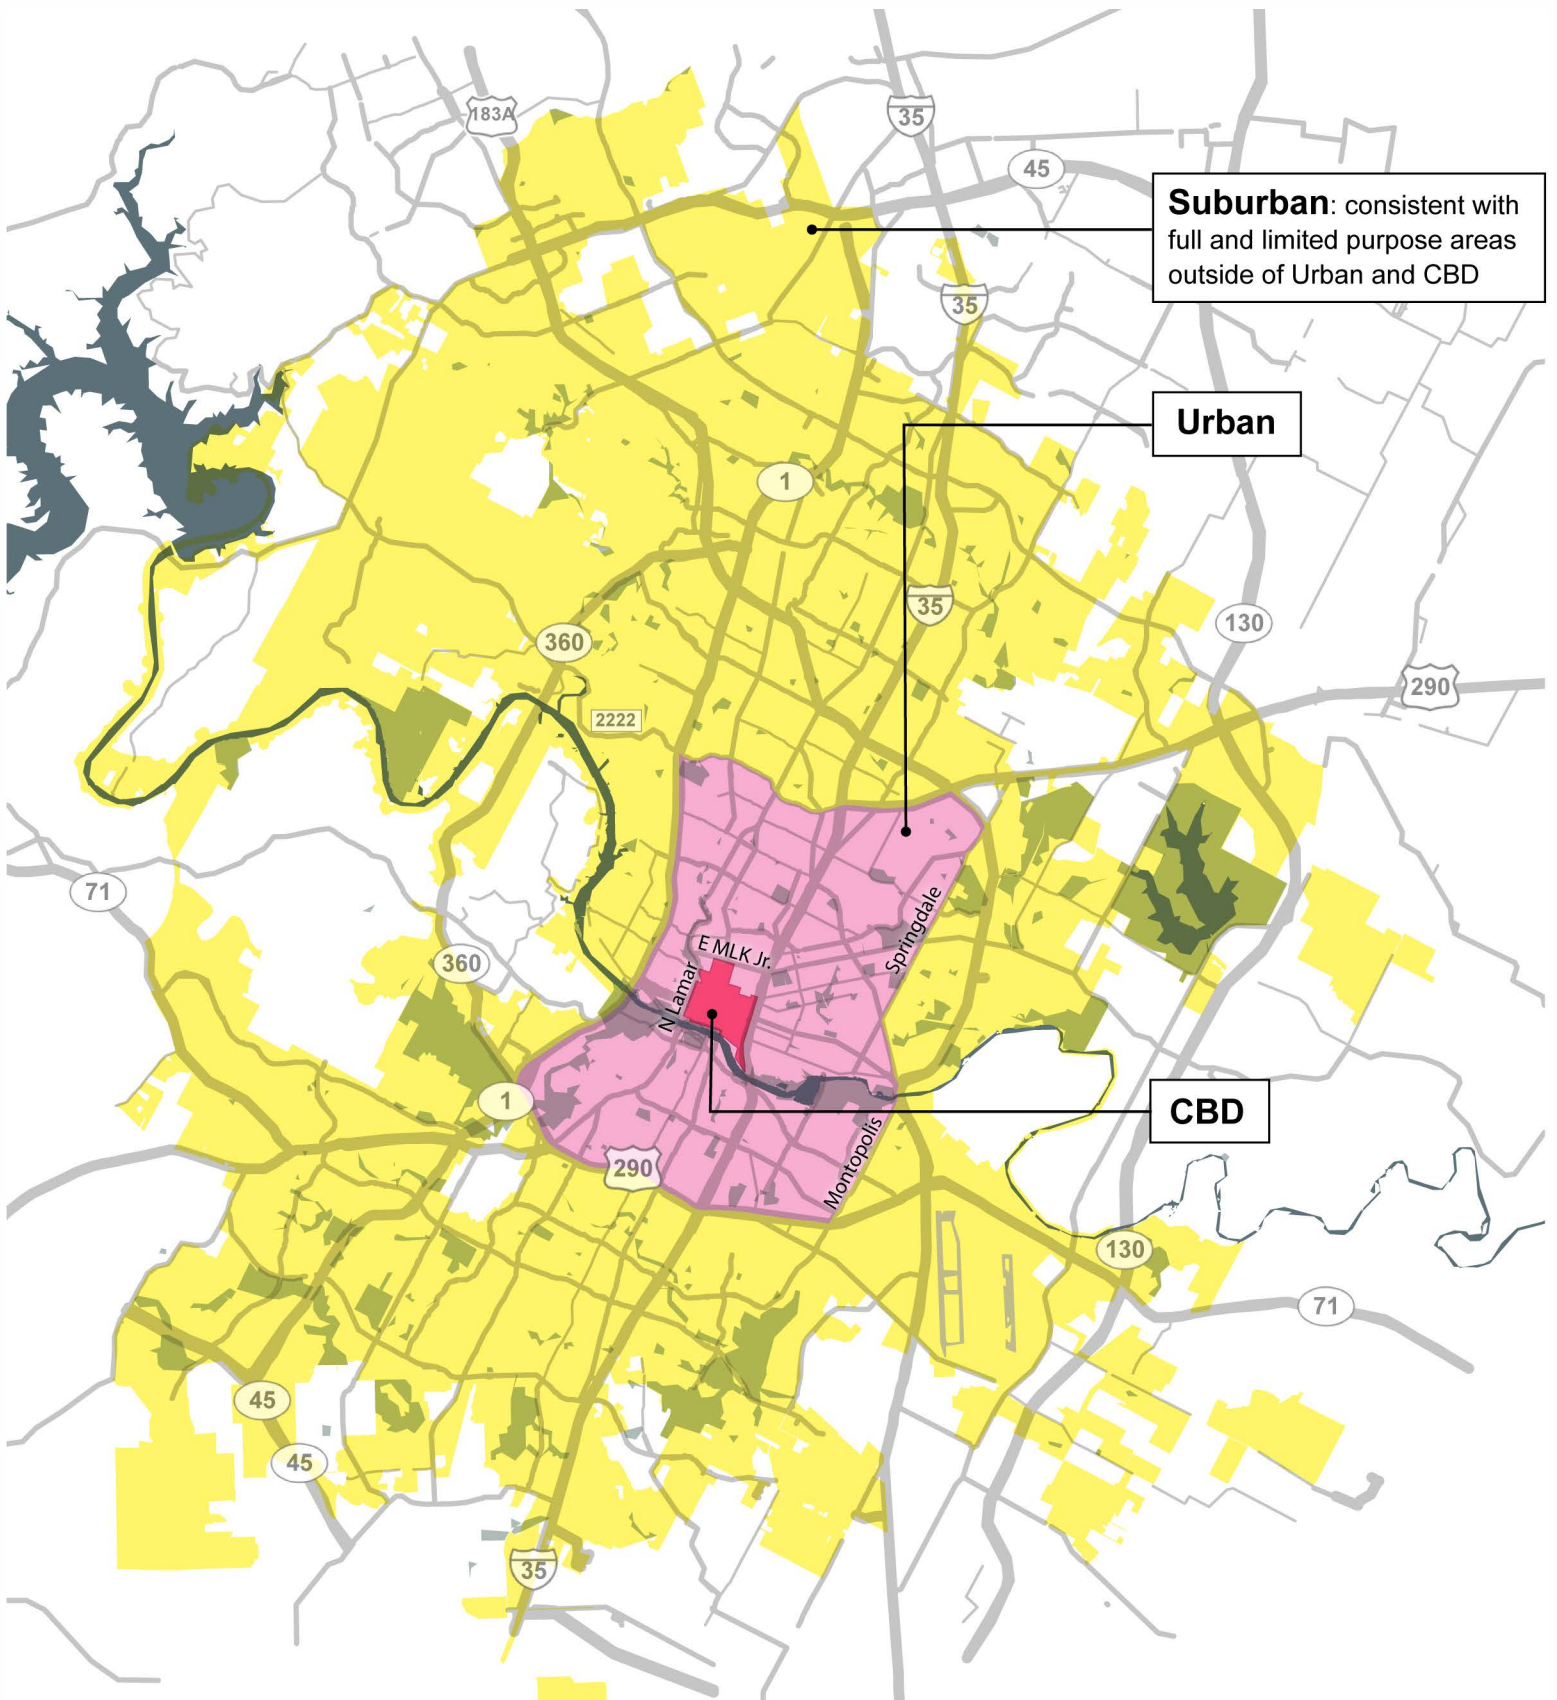 183A
35
45
Suburban: consistent with
full and limited purpose areas
outside of Urban and CBD
35
Urban
1
35
130
360
290
2222
71
Springdale
E MLK Jr.
360
N Lamar
1
CBD
Montopolis
290
130
71
45
45
35